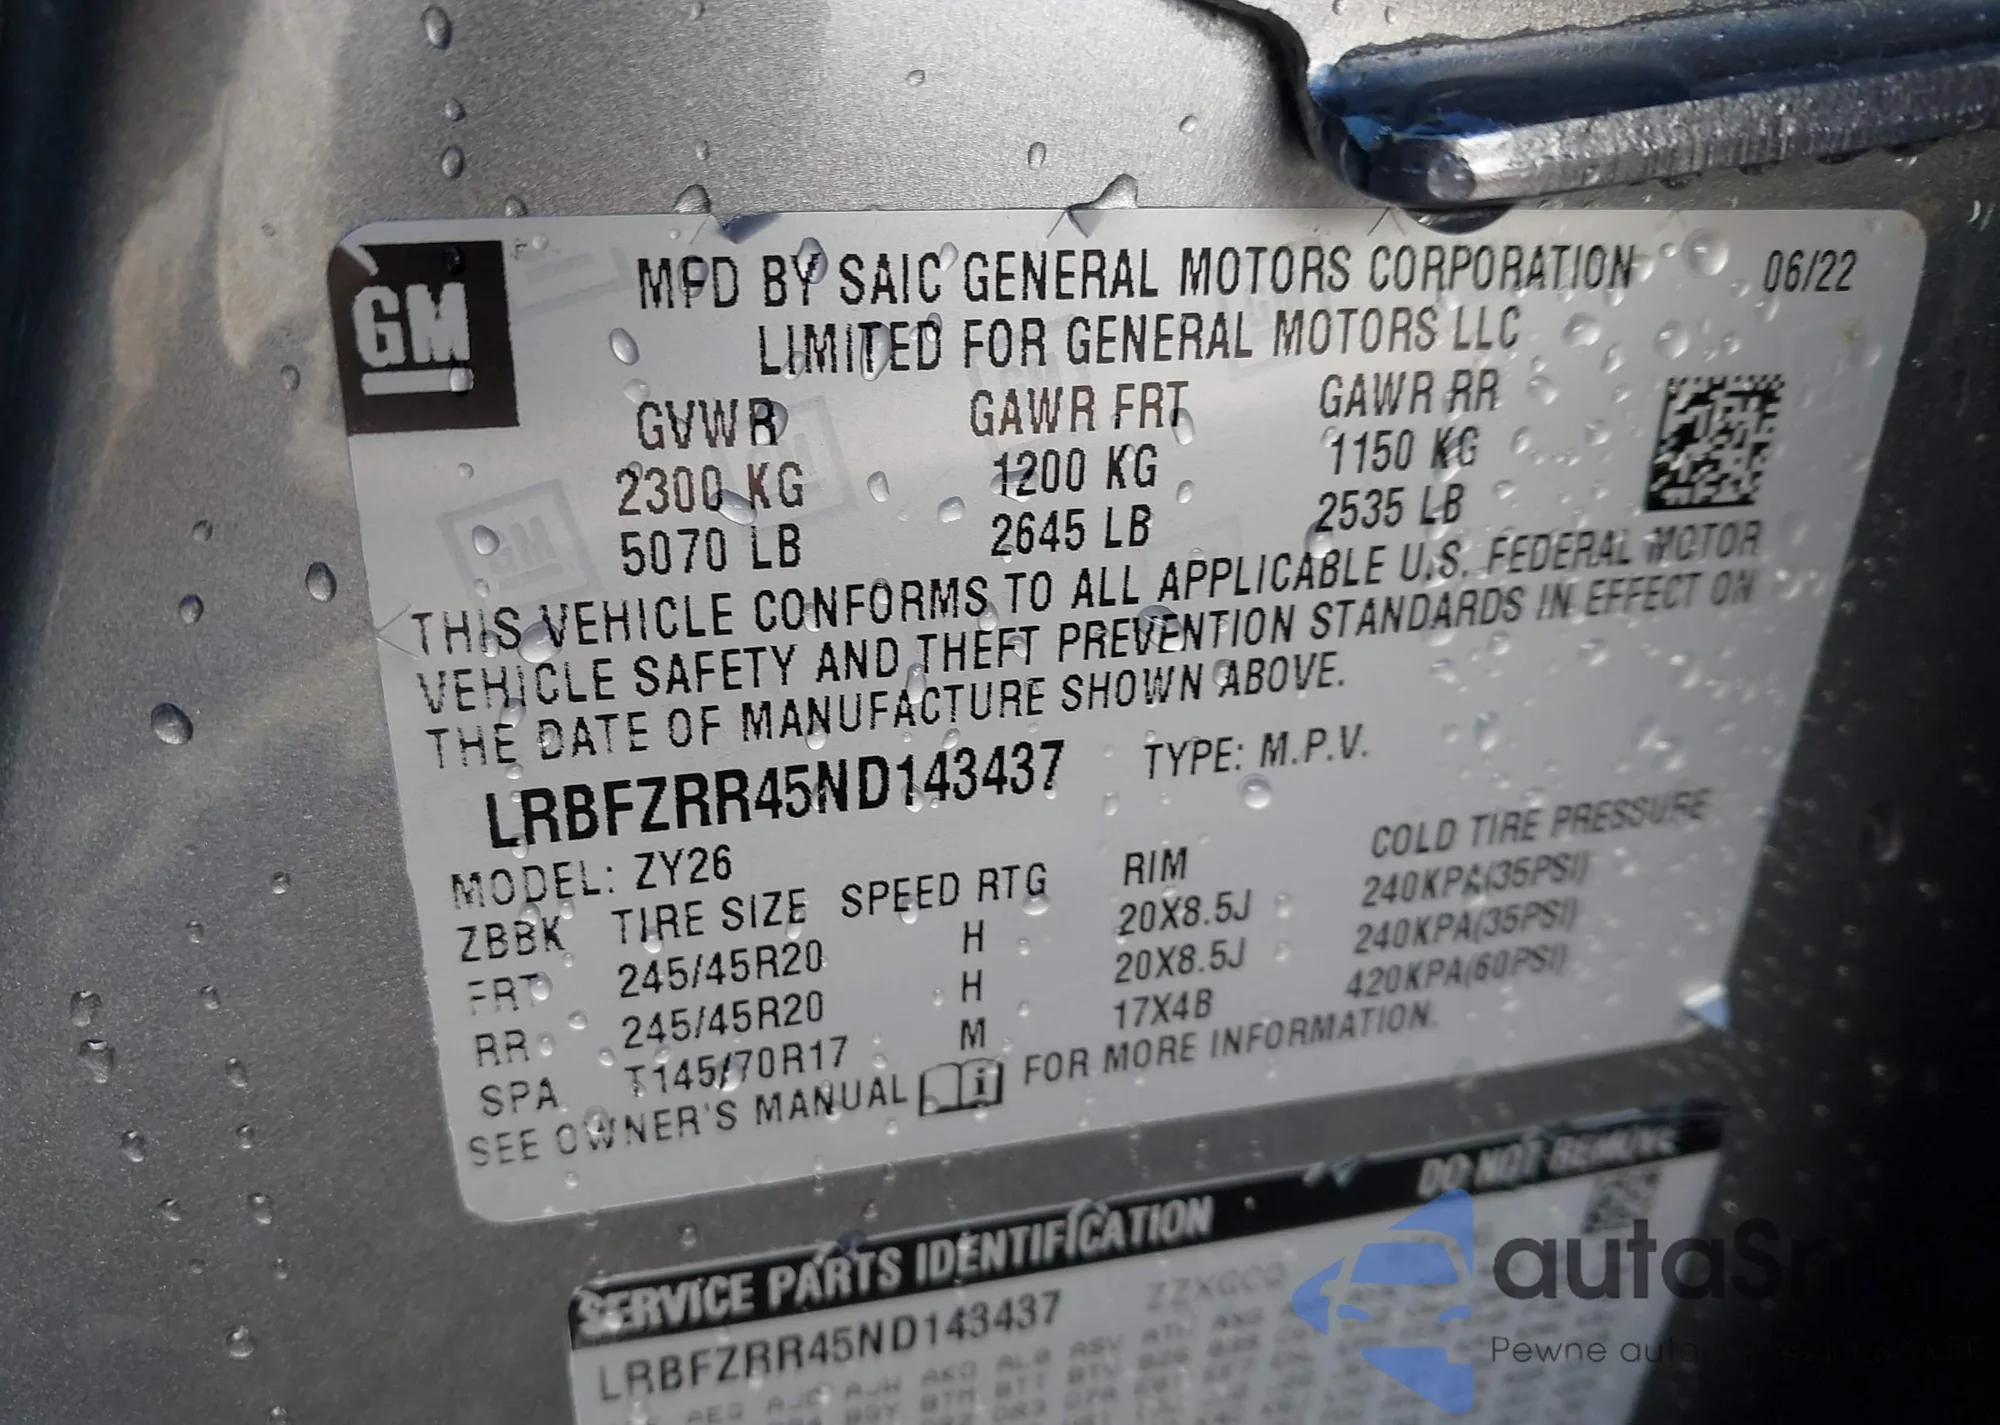 GM
MFD BY SAIC GENERAL MOTORS CORPORATION 06/22
LIMITED FOR GENERAL MOTORS LLC
GVWR GAWR FRT GAWR RR
2300 KG 1200 KG 1150 KG
5070 LB 2645 LB 2535 LB
THIS VEHICLE CONFORMS TO ALL APPLICABLE U.S. FEDERAL MOTOR
VEHICLE SAFETY AND THEFT PREVENTION STANDARDS IN EFFECT ON
THE DATE OF MANUFACTURE SHOWN ABOVE.
LRBFZRR45ND143437 TYPE: M.P.V.
MODEL: ZY26
ZBBK TIRE SIZE SPEED RTG RIM COLD TIRE PRESSURE
FRT 245/45R20 H 20X8.5J 240KPA(35PSI)
RR 245/45R20 H 20X8.5J 240KPA(35PSI)
SPA T145/70R17 M 17X4B 420KPA(60PSI)
SEE OWNER'S MANUAL FOR MORE INFORMATION.
SERVICE PARTS IDENTIFICATION DO NOT REMOVE
LRBFZRR45ND143437
Pewne